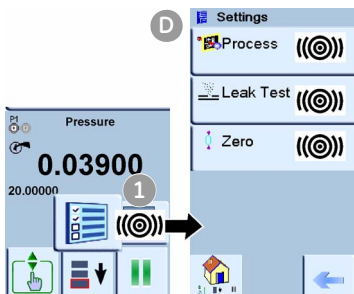 D
Settings
Process
Leak Test
Zero
P1
Pressure
0.03900
20.00000
1